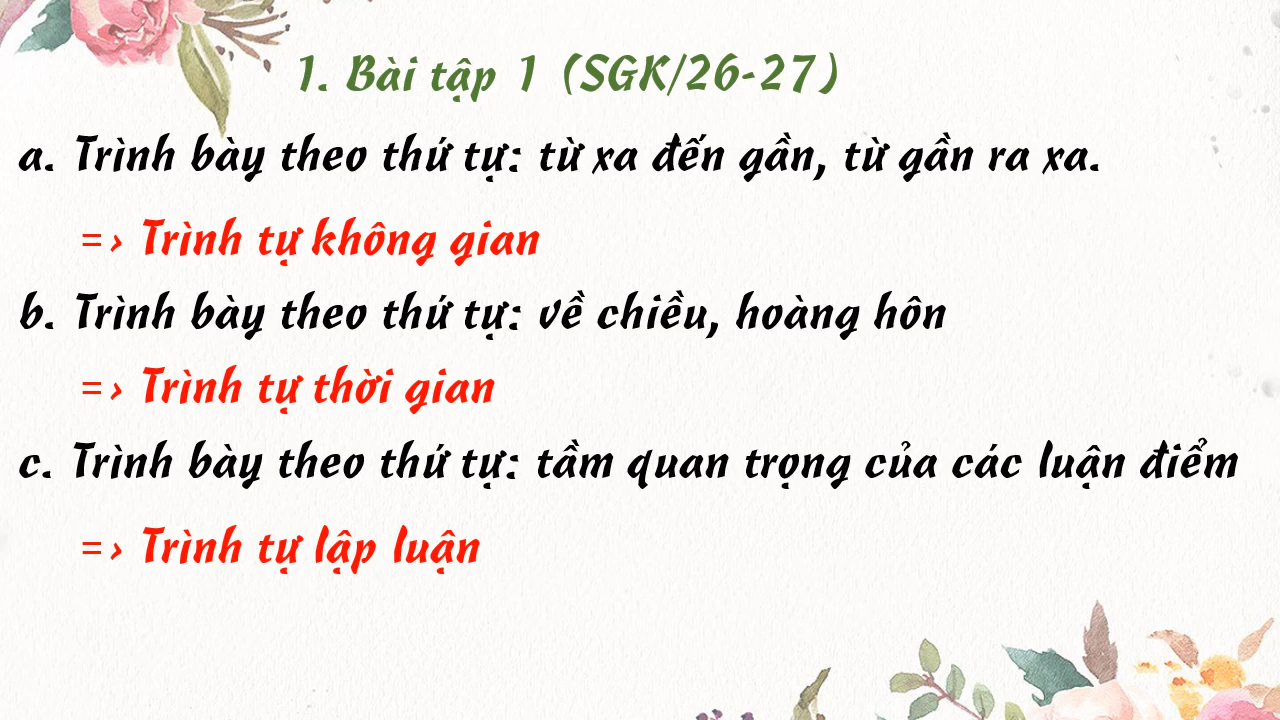 1. Bài tập 1 (SGK/26-27)
a. Trình bày theo thứ tự: từ xa đến gần, từ gần ra xa.
=> Trình tự không gian
b. Trình bày theo thứ tự: về chiều, hoàng hôn
=> Trình tự thời gian
c. Trình bày theo thứ tự: tầm quan trọng của các luận điểm
=> Trình tự lập luận